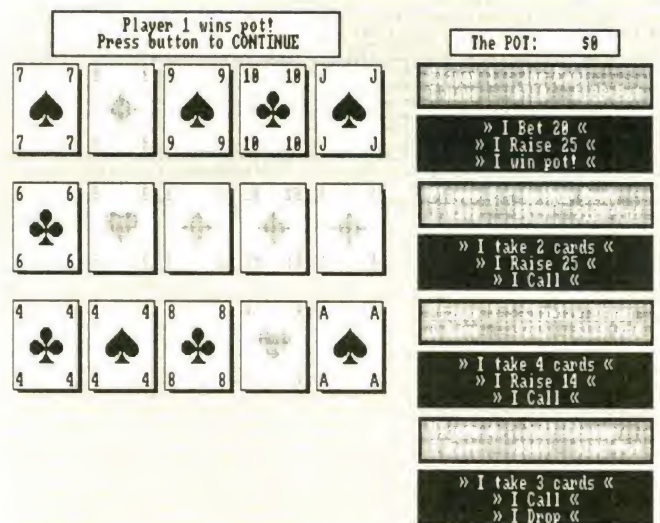 Player 1 wins pot!
Press button to CONTINUE
7 7 9 9 10 10 J J
7 7 9 9 10 10 J J
6 6
6 6
4 4 4 4 8 8 A A
4 4 4 4 8 8 A A
The POT: $0
» I Bet 20 «
» I Raise 25 «
» I win pot! «
» I take 2 cards «
» I Raise 25 «
» I Call «
» I take 4 cards «
» I Raise 14 «
» I Call «
» I take 3 cards «
» I Call «
» I Drop «